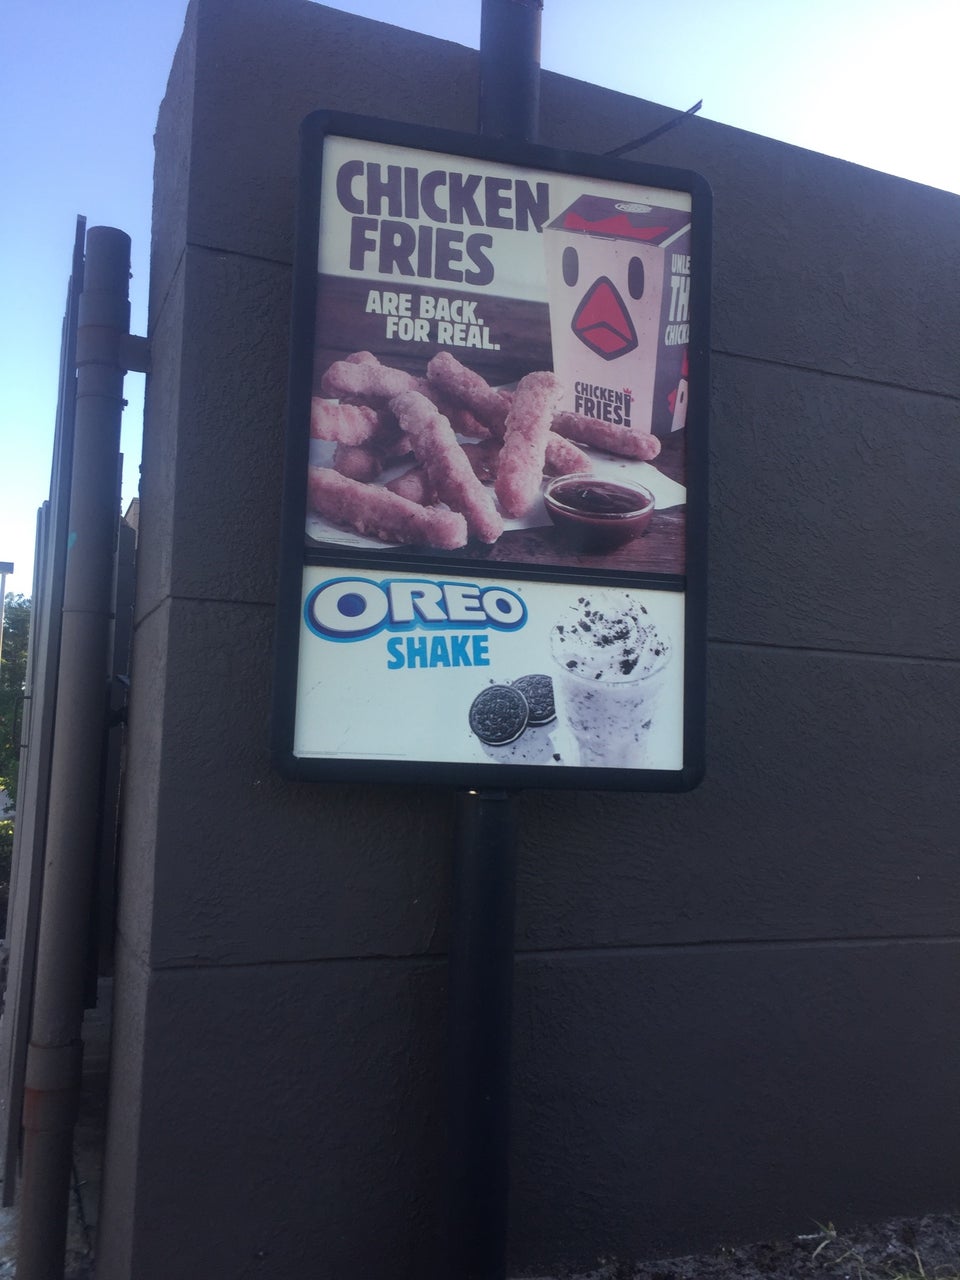 CHICKEN
FRIES
ARE BACK.
FOR REAL.
CHICKEN
FRIES!
OREO
SHAKE